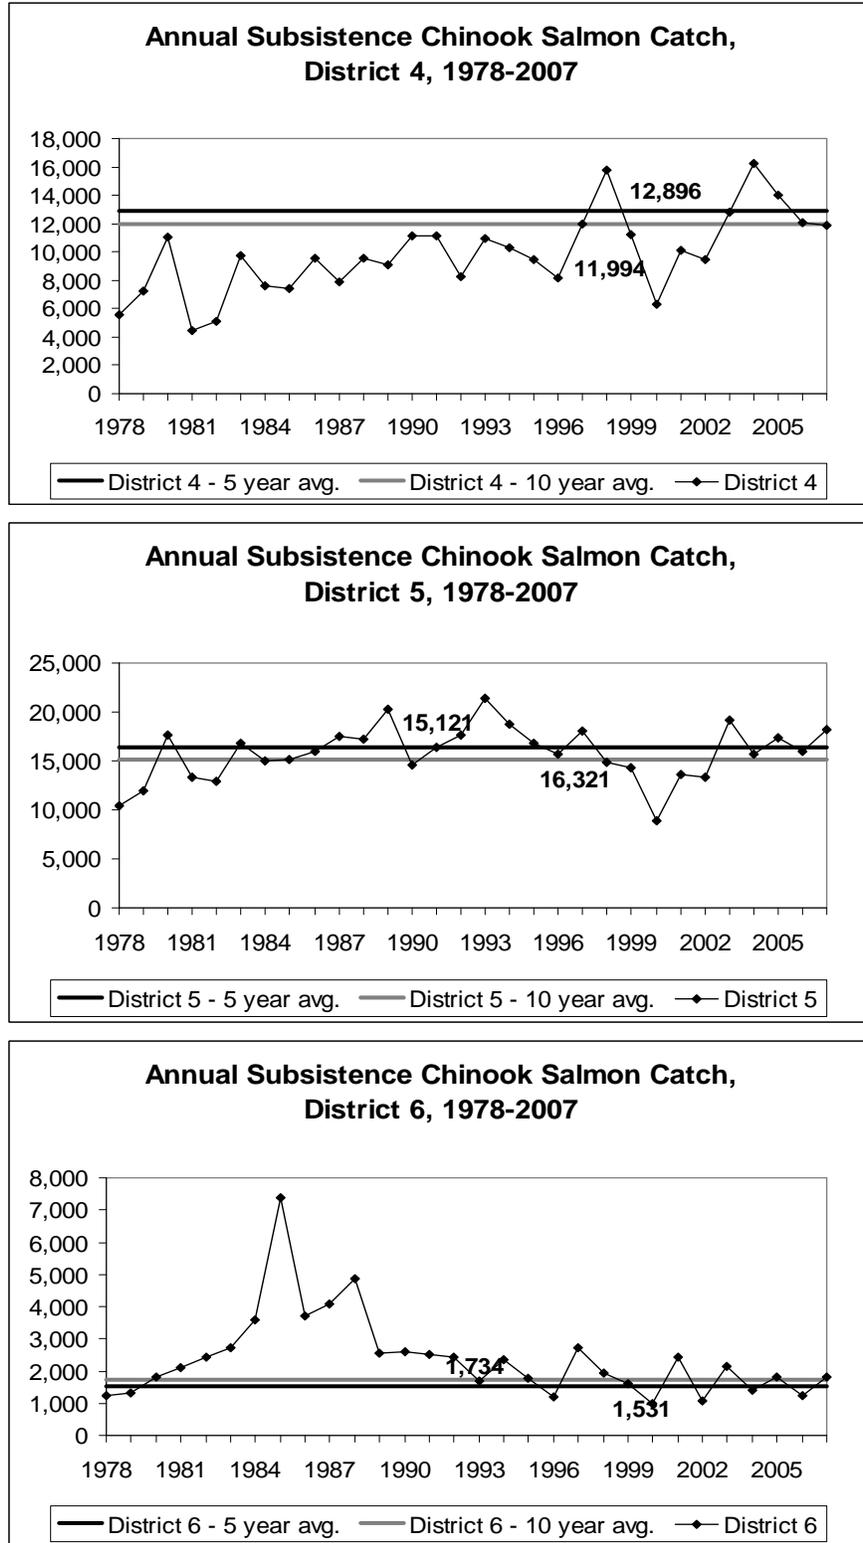 Annual Subsistence Chinook Salmon Catch,
District 4, 1978-2007
18,000
16,000
14,000
12,000
10,000
8,000
6,000
4,000
2,000
0
12,896
11,994
1978 1981 1984 1987 1990 1993 1996 1999 2002 2005
District 4 - 5 year avg. District 4 - 10 year avg. District 4
Annual Subsistence Chinook Salmon Catch,
District 5, 1978-2007
25,000
20,000
15,000
10,000
5,000
0
15,121
16,321
1978 1981 1984 1987 1990 1993 1996 1999 2002 2005
District 5 - 5 year avg. District 5 - 10 year avg. District 5
Annual Subsistence Chinook Salmon Catch,
District 6, 1978-2007
8,000
7,000
6,000
5,000
4,000
3,000
2,000
1,000
0
1,734
1,531
1978 1981 1984 1987 1990 1993 1996 1999 2002 2005
District 6 - 5 year avg. District 6 - 10 year avg. District 6